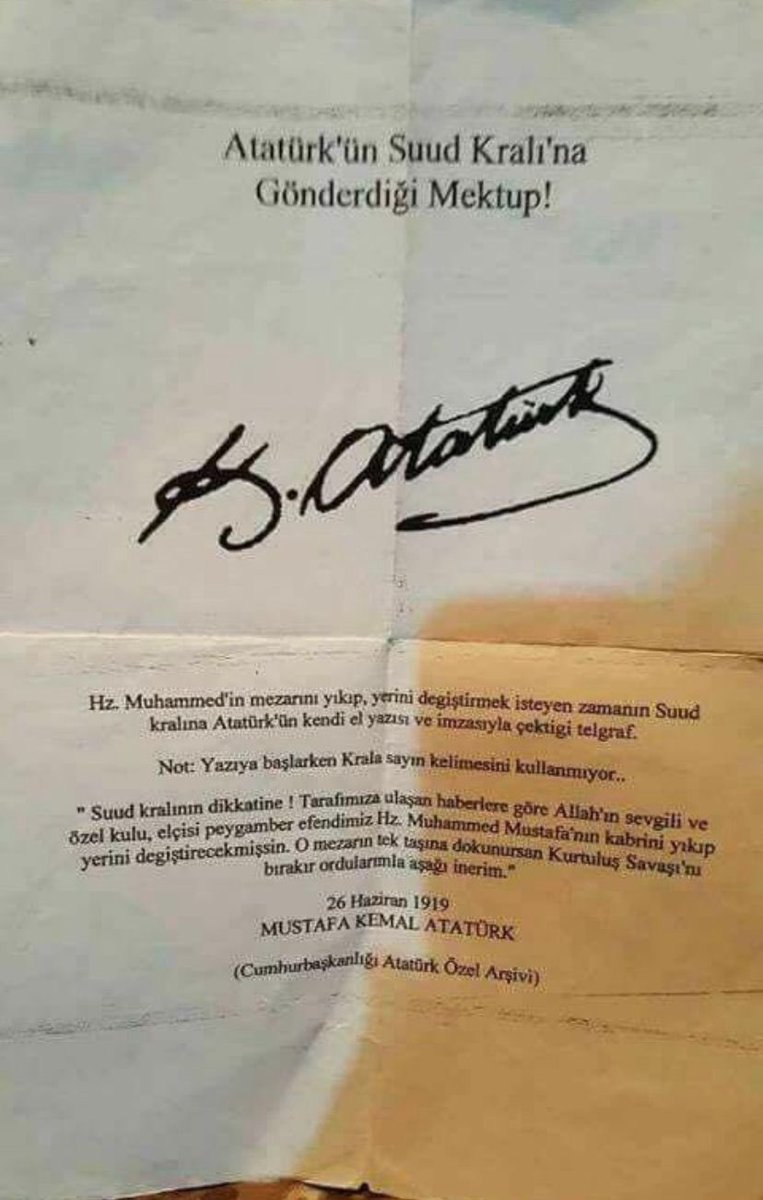 Atatürk'ün Suud Kralı'na
Gönderdiği Mektup!
K. Atatürk
Hz. Muhammed'in mezarını yıkıp, yerini degiştirmek isteyen zamanın Suud
kralına Atatürk'ün kendi el yazısı ve imzasıyla çektigi telgraf.
Not: Yazıya başlarken Krala sayın kelimesini kullanmıyor..
" Suud kralının dikkatine ! Tarafımıza ulaşan haberlere göre Allah'ın sevgili ve
özel kulu, elçisi peygamber efendimiz Hz. Muhammed Mustafa'nın kabrini yıkıp
yerini degiştirecekmişsin. O mezarın tek taşına dokunursan Kurtuluş Savaşı'nı
bırakır ordularımla aşağı inerim."
26 Haziran 1919
MUSTAFA KEMAL ATATÜRK
(Cumhurbaşkanlığı Atatürk Özel Arşivi)